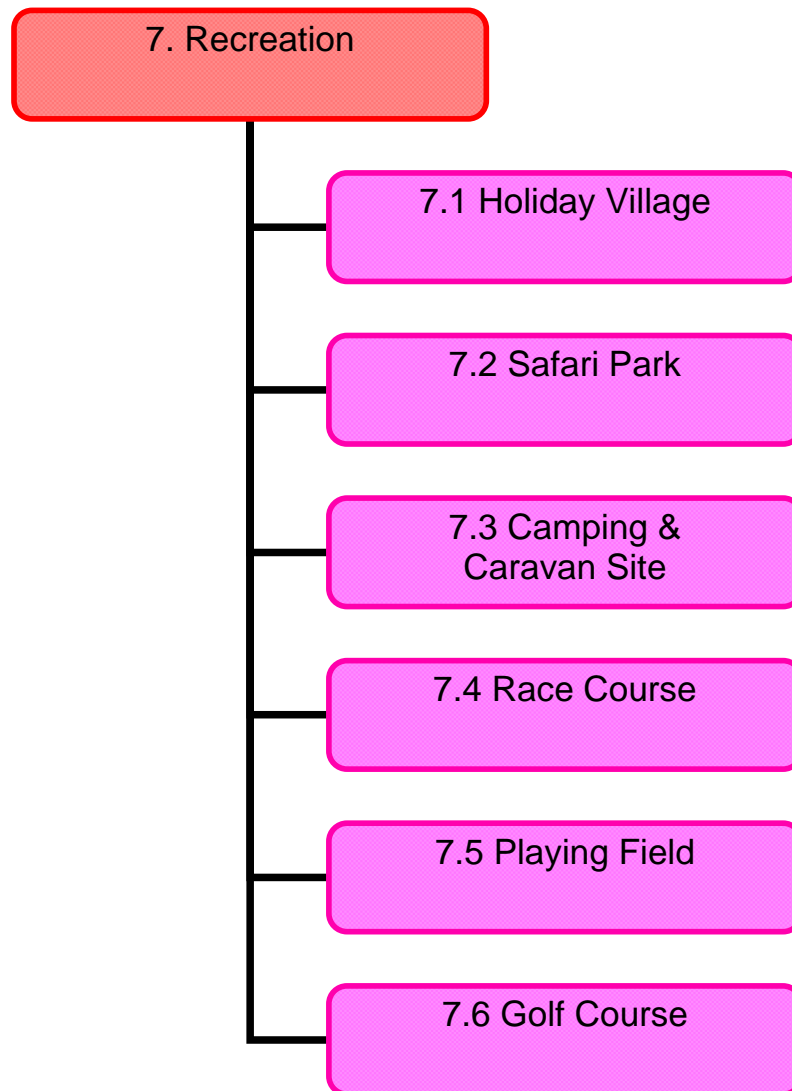 7. Recreation
7.1 Holiday Village
7.2 Safari Park
7.3 Camping &
Caravan Site
7.4 Race Course
7.5 Playing Field
7.6 Golf Course